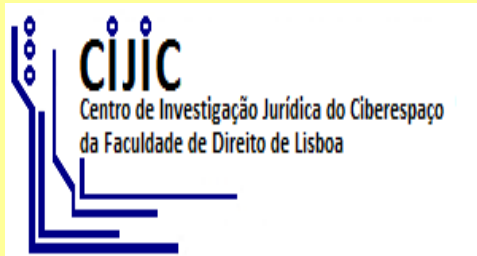 CIJIC
Centro de Investigação Jurídica do Ciberespaço
da Faculdade de Direito de Lisboa